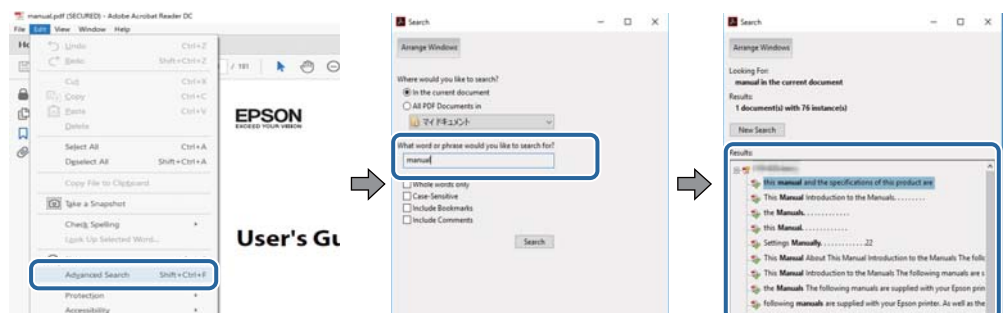 manual.pdf (SECURED) - Adobe Acrobat Reader DC
File Edit View Window Help
Undo Ctrl+Z
Redo Shift+Ctrl+Z
Cut Ctrl+X
Copy Ctrl+C
Paste Ctrl+V
Delete
Select All Ctrl+A
Deselect All Shift+Ctrl+A
Copy File to Clipboard
Take a Snapshot
Check Spelling
Look Up Selected Word...
Advanced Search Shift+Ctrl+F
Protection
Accessibility
/ 181
EPSON
EXCEED YOUR VISION
User's Gu
Search
Arrange Windows
Where would you like to search?
In the current document
All PDF Documents in
マイ ドキュメント
What word or phrase would you like to search for?
manual
Whole words only
Case-Sensitive
Include Bookmarks
Include Comments
Search
Search
Arrange Windows
Looking For:
manual in the current document
Results:
1 document(s) with 76 instance(s)
New Search
Results:
this manual and the specifications of this product are
This Manual Introduction to the Manuals. . . . . . . . .
the Manuals. . . . . . . . . . . .
this Manual. . . . . . . . . . . .
Settings Manually. . . . . . . . . . . .22
This Manual About This Manual Introduction to the Manuals The follo
This Manual Introduction to the Manuals The following manuals are s
the Manuals The following manuals are supplied with your Epson prin
following manuals are supplied with your Epson printer. As well as the